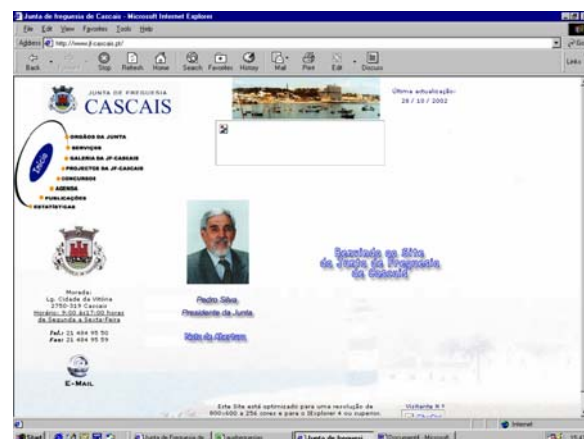 Junta de freguesia de Cascais - Microsoft Internet Explorer
File Edit View Favorites Tools Help
Address http://www.jf-cascais.pt/
Back Stop Refresh Home Search Favorites History Mail Print Edit Discuss
Links
JUNTA DE FREGUESIA
CASCAIS
Última actualização:
28 / 10 / 2002
Início
ORGÃOS DA JUNTA
SERVIÇOS
GALERIA DA JF-CASCAIS
PROJECTOS DA JF-CASCAIS
CONCURSOS
AGENDA
PUBLICAÇÕES
ESTATÍSTICAS
Benvindo ao Site
da Junta de Freguesia
de Cascais
Morada:
Lg. Cidade da Vitória
2750-319 Cascais
Horário: 9:00 às 17:00 horas
de Segunda a Sexta-Feira
Tel.: 21 484 95 50
Fax: 21 484 95 59
E-MAIL
Pedro Silva
Presidente da Junta
Nota de Abertura
Este Site está optimizado para uma resolução de
800x600 a 256 cores e para o IExplorer 4 ou superior.
Visitante N.º
Internet
Start